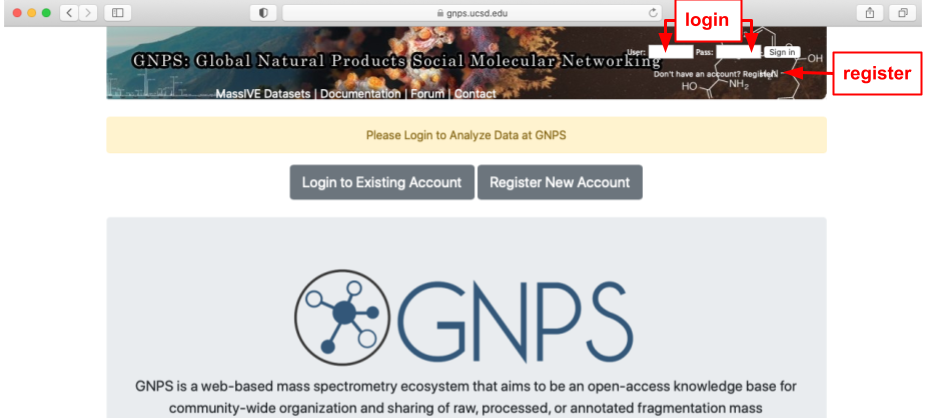 gnps.ucsd.edu
login
GNPS: Global Natural Products Social Molecular Networking
User: Pass: Sign in
OH
Don't have an account? Register
register
HO NH₂
MassIVE Datasets | Documentation | Forum | Contact
Please Login to Analyze Data at GNPS
Login to Existing Account
Register New Account
GNPS
GNPS is a web-based mass spectrometry ecosystem that aims to be an open-access knowledge base for
community-wide organization and sharing of raw, processed, or annotated fragmentation mass